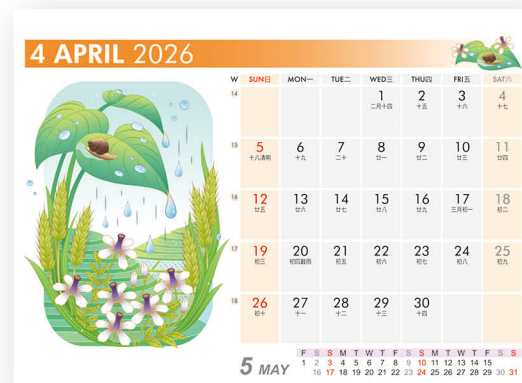 4 APRIL 2026
W SUN日 MON一 TUE二 WED三 THU四 FRI五 SAT六
14 1 2 3 4
二月十四 十五 十六 十七
15 5 6 7 8 9 10 11
十八清明 十九 二十 廿一 廿二 廿三 廿四
16 12 13 14 15 16 17 18
廿五 廿六 廿七 廿八 廿九 三月初一 初二
17 19 20 21 22 23 24 25
初三 初四穀雨 初五 初六 初七 初八 初九
18 26 27 28 29 30
初十 十一 十二 十三 十四
5 MAY
F S S M T W T F S S M T W T F S S
1 2 3 4 5 6 7 8 9 10 11 12 13 14 15
16 17 18 19 20 21 22 23 24 25 26 27 28 29 30 31